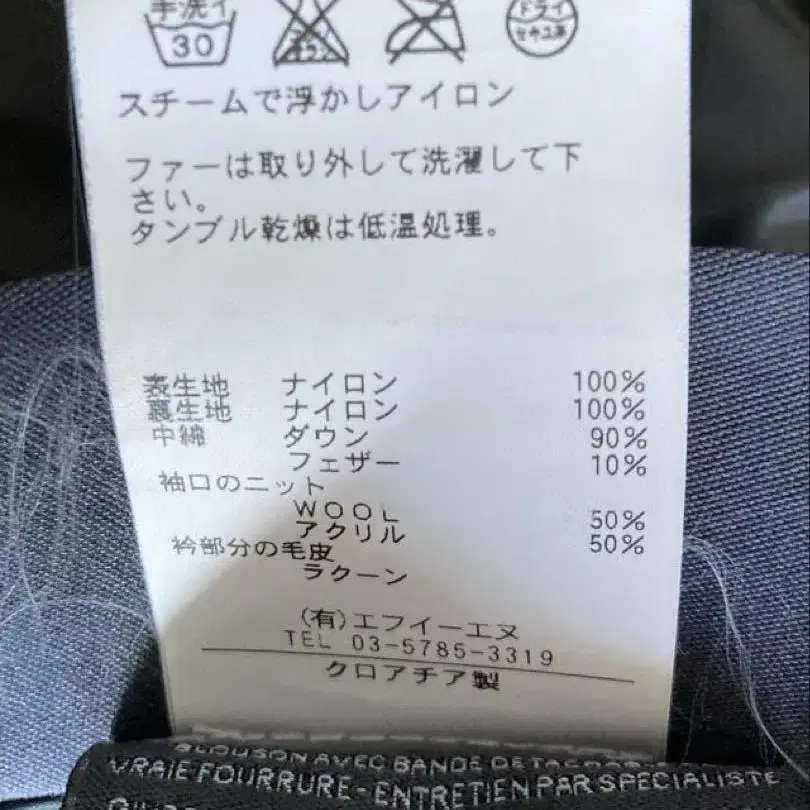 手洗イ
30
ドライ
セキユ系
スチームで浮かしアイロン
ファーは取り外して洗濯して下
さい。
タンブル乾燥は低温処理。
表生地 ナイロン 100%
裏生地 ナイロン 100%
中綿 ダウン 90%
フェザー 10%
袖口のニット
WOOL 50%
アクリル 50%
衿部分の毛皮
ラクーン
(有)エフイーエヌ
TEL 03-5785-3319
クロアチア製
BLOUSON AVEC BANDE DE
VRAIE FOURRURE-ENTRETIEN PAR SPECIALISTE